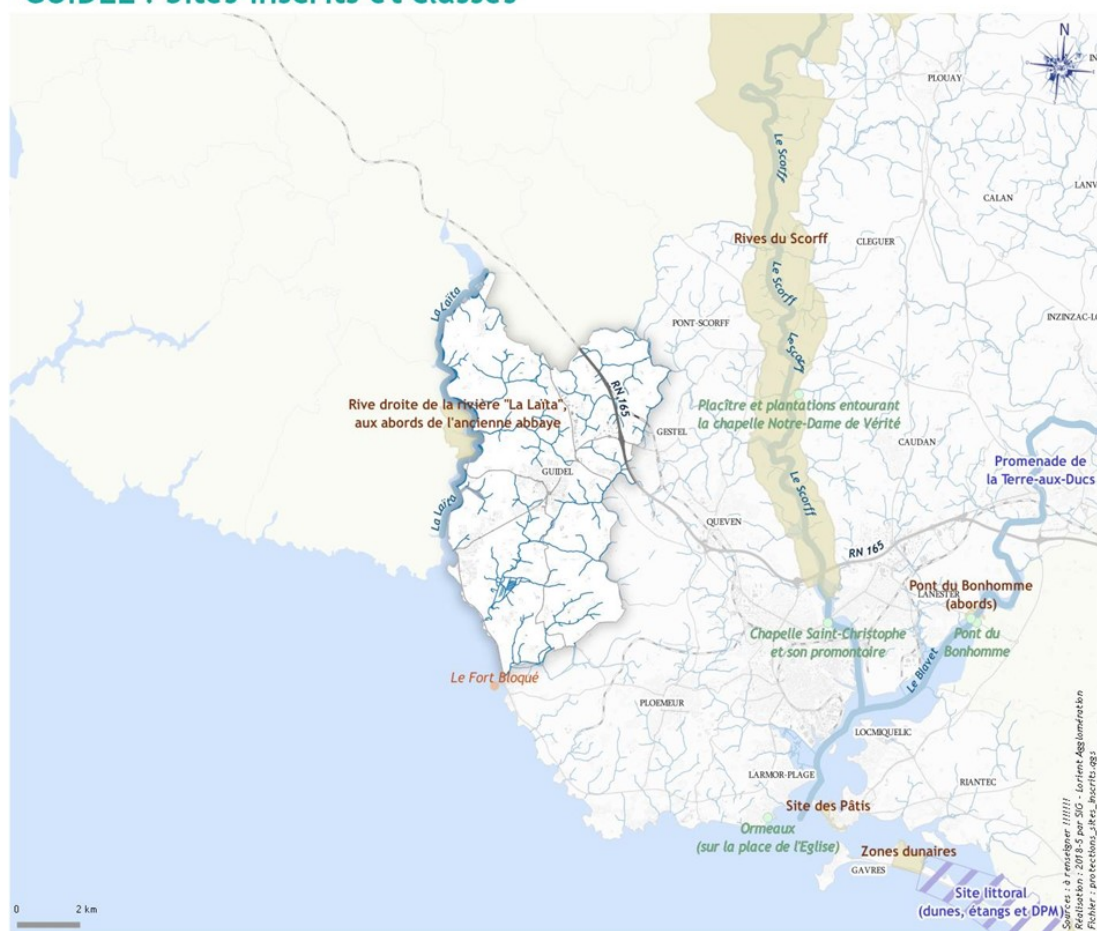 GUIDEL : Sites inscrits et classés
N
PLOUAY
Le Scorff
CALAN
Rives du Scorff
CLEGUER
Le Scorff
La Laïta
INZINZAC-LO
PONT-SCORFF
Le Scorff
RN 165
Rive droite de la rivière "La Laïta",
aux abords de l'ancienne abbaye
Placître et plantations entourant
la chapelle Notre-Dame de Vérité
GESTEL
CAUDAN
GUIDEL
Promenade de
la Terre-aux-Ducs
Le Scorff
La Laïta
QUEVEN
RN 165
Pont du Bonhomme
(abords)
LANESTER
Chapelle Saint-Christophe
et son promontaire
Pont du
Bonhomme
Le Blavet
Le Fort Bloqué
PLOEMEUR
LOCMIQUELIC
LARMOR-PLAGE
RIANTEC
Site des Pâtis
Ormeaux
(sur la place de l'Eglise)
Zones dunaires
GAVRES
Site littoral
(dunes, étangs et DPM)
0 2 km
Sources : à renseigner !!!!!!!
Réalisation : 2018-5 par SIG - Lorient Agglomération
Fichier : protections_sites_inscrits.qgs